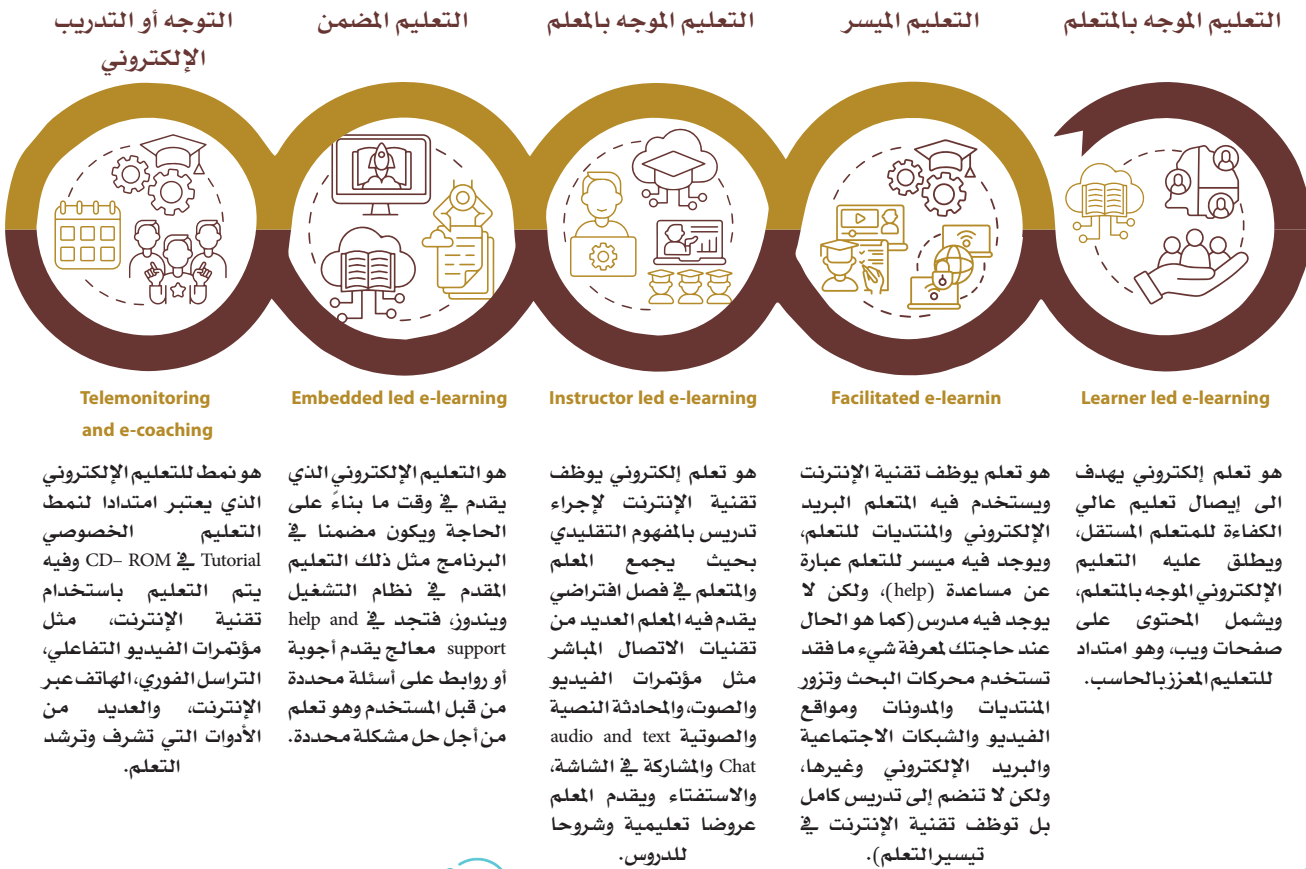 التعليم الموجه بالمتعلم
التعليم الميسر
التعليم الموجه بالمعلم
التعليم المضمن
التوجه أو التدريب
الإلكتروني
Learner led e-learning
هو تعلم إلكتروني يهدف
الى إيصال تعليم عالي
الكفاءة للمتعلم المستقل،
ويطلق عليه التعليم
الإلكتروني الموجه بالمتعلم،
ويشمل المحتوى على
صفحات ويب، وهو امتداد
للتعليم المعزز بالحاسب.
Facilitated e-learnin
هو تعلم يوظف تقنية الإنترنت
ويستخدم فيه المتعلم البريد
الإلكتروني والمنتديات للتعلم،
ويوجد فيه ميسر للتعلم عبارة
عن مساعدة (help)، ولكن لا
يوجد فيه مدرس (كما هو الحال
عند حاجتك لمعرفة شيء ما فقد
تستخدم محركات البحث وتزور
المنتديات والمدونات ومواقع
الفيديو والشبكات الاجتماعية
والبريد الإلكتروني وغيرها،
ولكن لا تنضم إلى تدريس كامل
بل توظف تقنية الإنترنت في
تيسير التعلم).
Instructor led e-learning
هو تعلم إلكتروني يوظف
تقنية الإنترنت لإجراء
تدريس بالمفهوم التقليدي
بحيث يجمع المعلم
والمتعلم في فصل افتراضي
يقدم فيه المعلم العديد من
تقنيات الاتصال المباشر
مثل مؤتمرات الفيديو
والصوت، والمحادثة النصية
والصوتية audio and text
Chat والمشاركة في الشاشة،
والاستفتاء ويقدم المعلم
عروضا تعليمية وشروحا
للدروس.
Embedded led e-learning
هو التعليم الإلكتروني الذي
يقدم في وقت ما بناءً على
الحاجة ويكون مضمنا في
البرنامج مثل ذلك التعليم
المقدم في نظام التشغيل
ويندوز، فتجد في help and
support معالج يقدم أجوبة
أو روابط على أسئلة محددة
من قبل المستخدم وهو تعلم
من أجل حل مشكلة محددة.
Telemonitoring
and e-coaching
هو نمط للتعليم الإلكتروني
الذي يعتبر امتدادا لنمط
التعليم الخصوصي
Tutorial في CD- ROM وفيه
يتم التعليم باستخدام
تقنية الإنترنت، مثل
مؤتمرات الفيديو التفاعلي،
التراسل الفوري، الهاتف عبر
الإنترنت، والعديد من
الأدوات التي تشرف وترشد
التعلم.